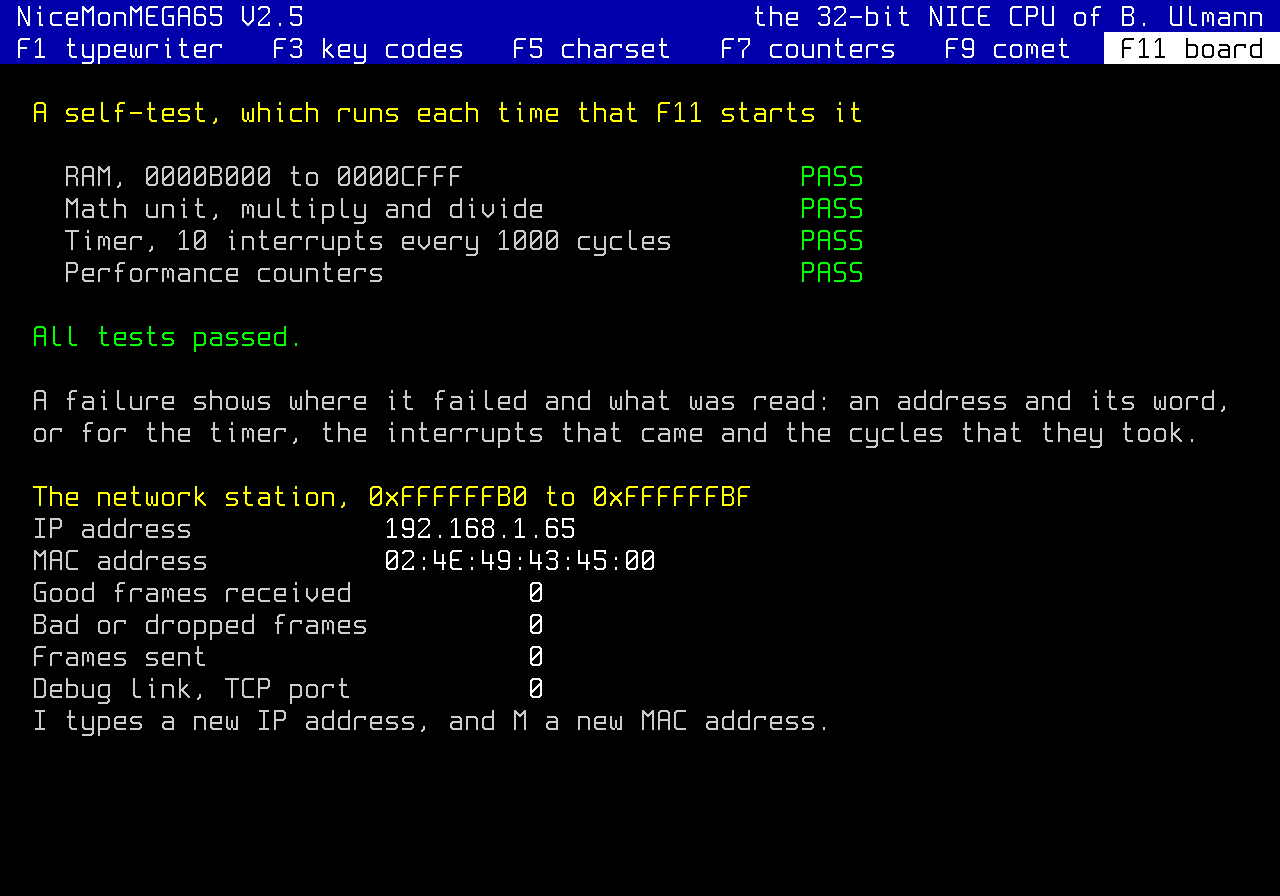 NiceMonMEGA65 V2.5 the 32-bit NICE CPU of B. Ulmann
F1 typewriter F3 key codes F5 charset F7 counters F9 comet F11 board
A self-test, which runs each time that F11 starts it
RAM, 0000B000 to 0000CFFF PASS
Math unit, multiply and divide PASS
Timer, 10 interrupts every 1000 cycles PASS
Performance counters PASS
All tests passed.
A failure shows where it failed and what was read: an address and its word,
or for the timer, the interrupts that came and the cycles that they took.
The network station, 0xFFFFFFB0 to 0xFFFFFFBF
IP address 192.168.1.65
MAC address 02:4E:49:43:45:00
Good frames received 0
Bad or dropped frames 0
Frames sent 0
Debug link, TCP port 0
I types a new IP address, and M a new MAC address.